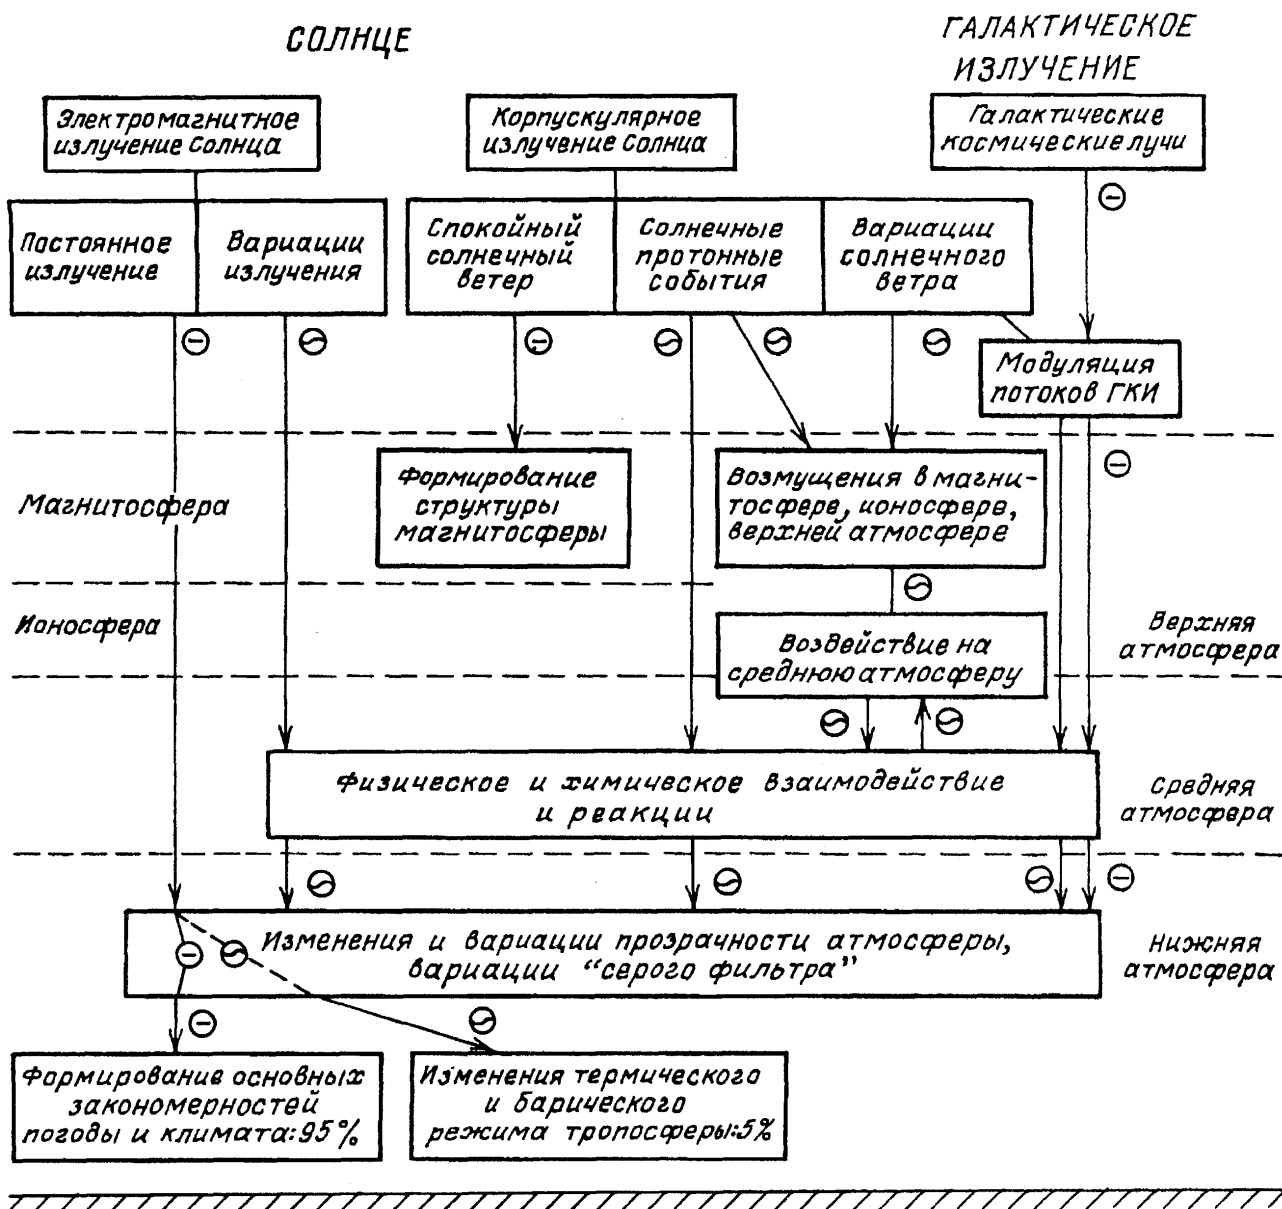 СОЛНЦЕ
ГАЛАКТИЧЕСКОЕ
ИЗЛУЧЕНИЕ
Электромагнитное
излучение Солнца
Корпускулярное
излучение Солнца
Галактические
космические лучи
Постоянное
излучение
Вариации
излучения
Спокойный
солнечный
ветер
Солнечные
протонные
события
Вариации
солнечного
ветра
Модуляция
потоков ГКИ
Магнитосфера
Формирование
структуры
магнитосферы
Возмущения в магни-
тосфере, ионосфере,
верхней атмосфере
Ионосфера
Воздействие на
среднюю атмосферу
Верхняя
атмосфера
Физическое и химическое взаимодействие
и реакции
Средняя
атмосфера
Изменения и вариации прозрачности атмосферы,
вариации "серого фильтра"
Нижняя
атмосфера
Формирование основных
закономерностей
погоды и климата:95%
Изменения термического
и барического
режима тропосферы:5%